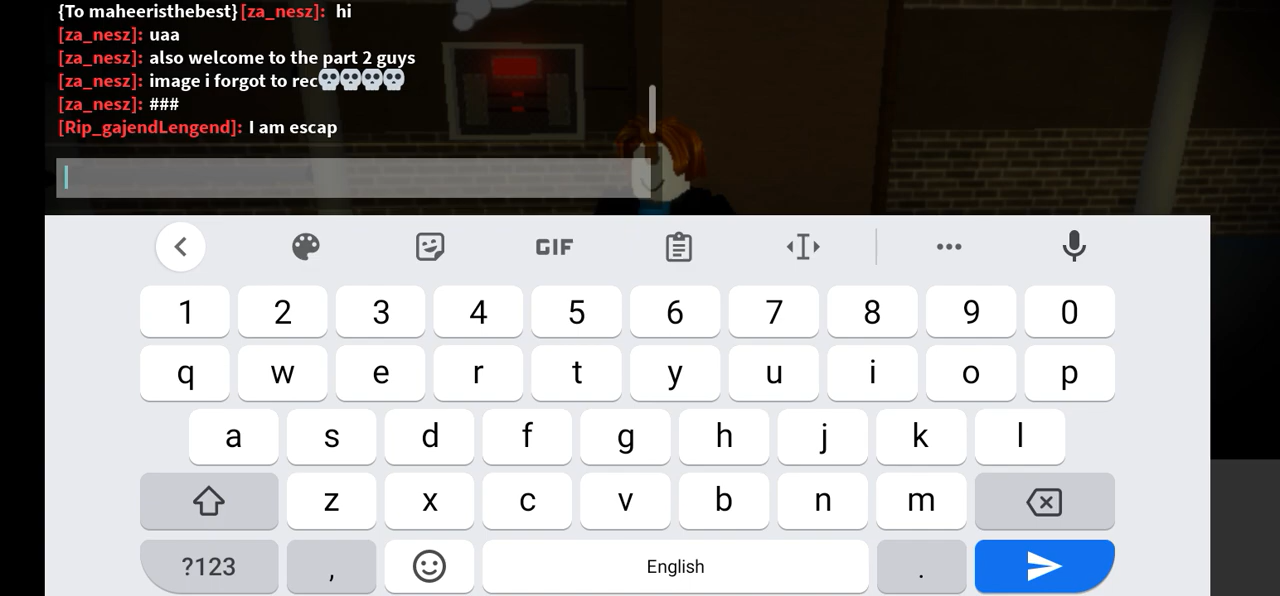 {To maheeristhebest}[za_nesz]: hi
[za_nesz]: uaa
[za_nesz]: also welcome to the part 2 guys
[za_nesz]: image i forgot to rec💀💀💀💀
[za_nesz]: ###
[Rip_gajendLengend]: I am escap
GIF
1 2 3 4 5 6 7 8 9 0
q w e r t y u i o p
a s d f g h j k l
z x c v b n m
?123 , English .